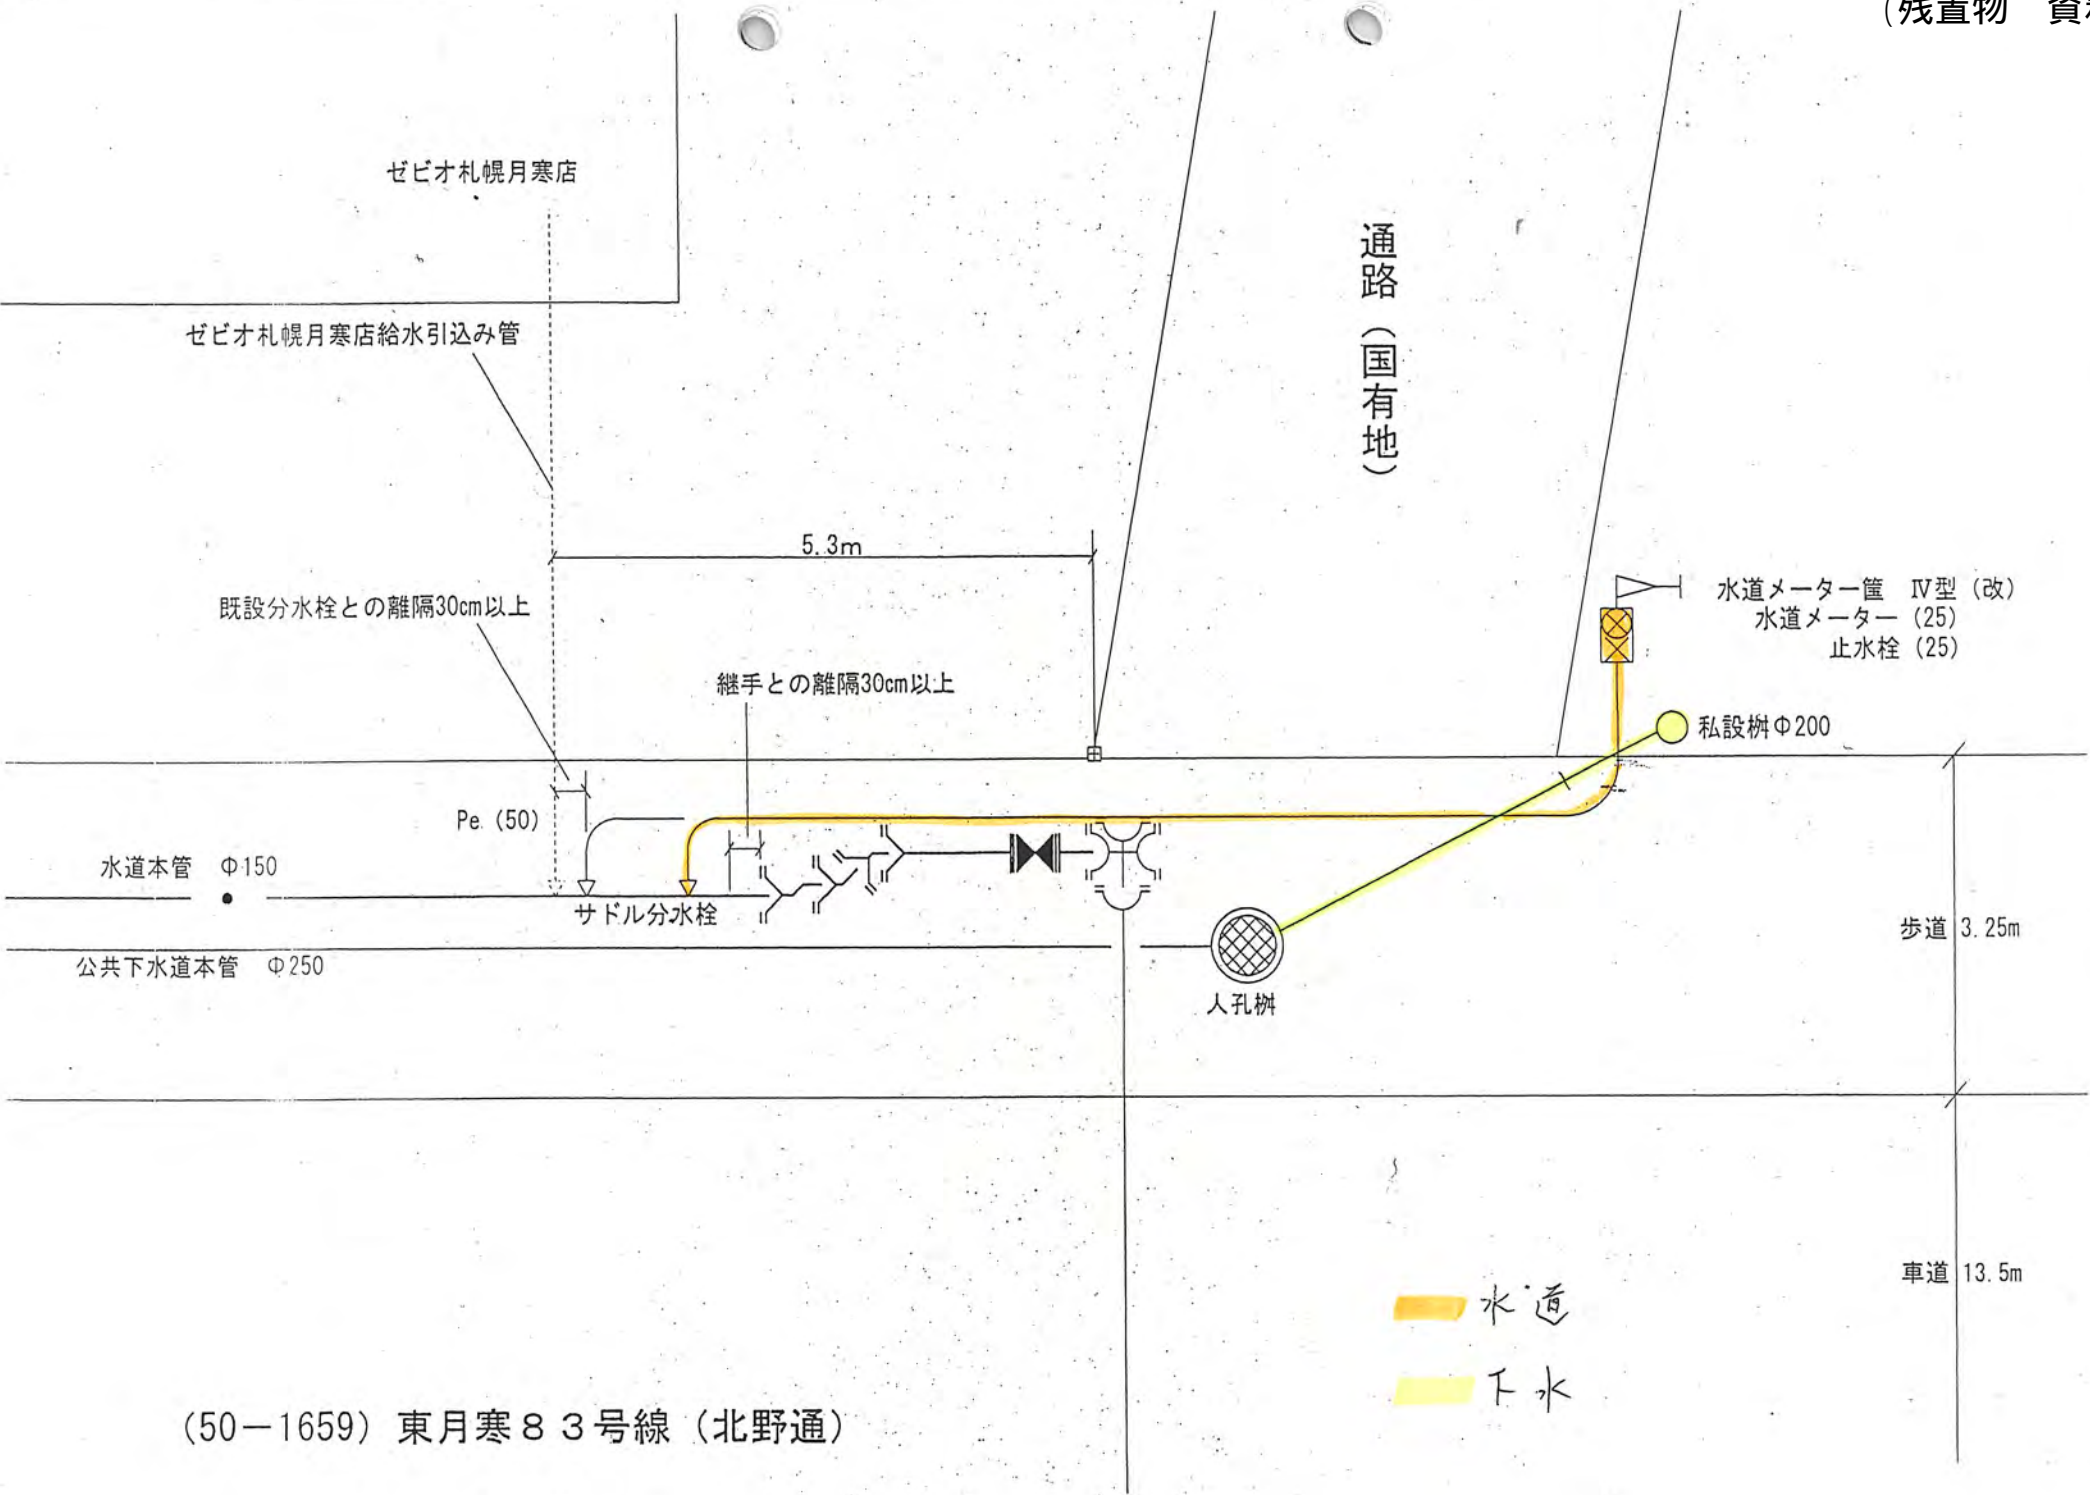 (残置物 資
ゼビオ札幌月寒店
通路(国有地)
ゼビオ札幌月寒店給水引込み管
5.3m
水道メーター筐 Ⅳ型(改)
水道メーター(25)
止水栓(25)
既設分水栓との離隔30cm以上
継手との離隔30cm以上
私設桝Φ200
Pe.(50)
水道本管 Φ150
サドル分水栓
歩道 3.25m
公共下水道本管 Φ250
人孔桝
車道 13.5m
水道
下水
(50-1659) 東月寒83号線(北野通)